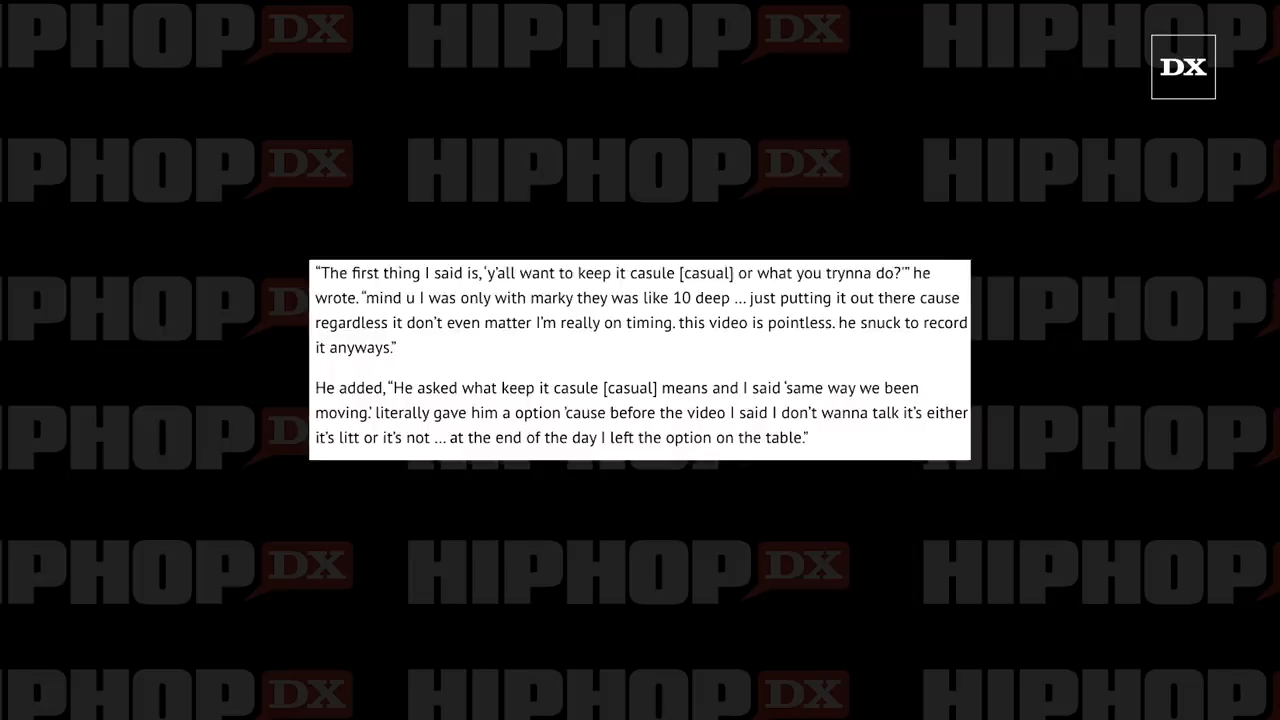 HIPHOP DX
DX
“The first thing I said is, ‘y’all want to keep it casule [casual] or what you trynna do?’” he
wrote. “mind u I was only with marky they was like 10 deep … just putting it out there cause
regardless it don’t even matter I’m really on timing. this video is pointless. he snuck to record
it anyways.”
He added, “He asked what keep it casule [casual] means and I said ‘same way we been
moving.’ literally gave him a option ’cause before the video I said I don’t wanna talk it’s either
it’s litt or it’s not … at the end of the day I left the option on the table.”